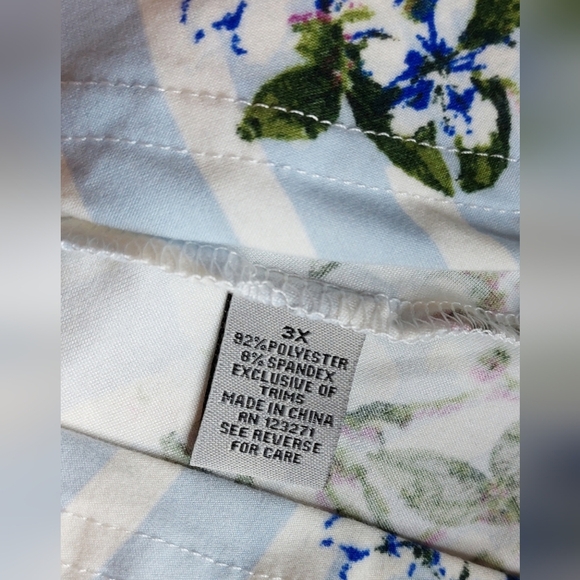 3X
92%POLYESTER
8%SPANDEX
EXCLUSIVE OF
TRIMS
MADE IN CHINA
RN 123271
SEE REVERSE
FOR CARE